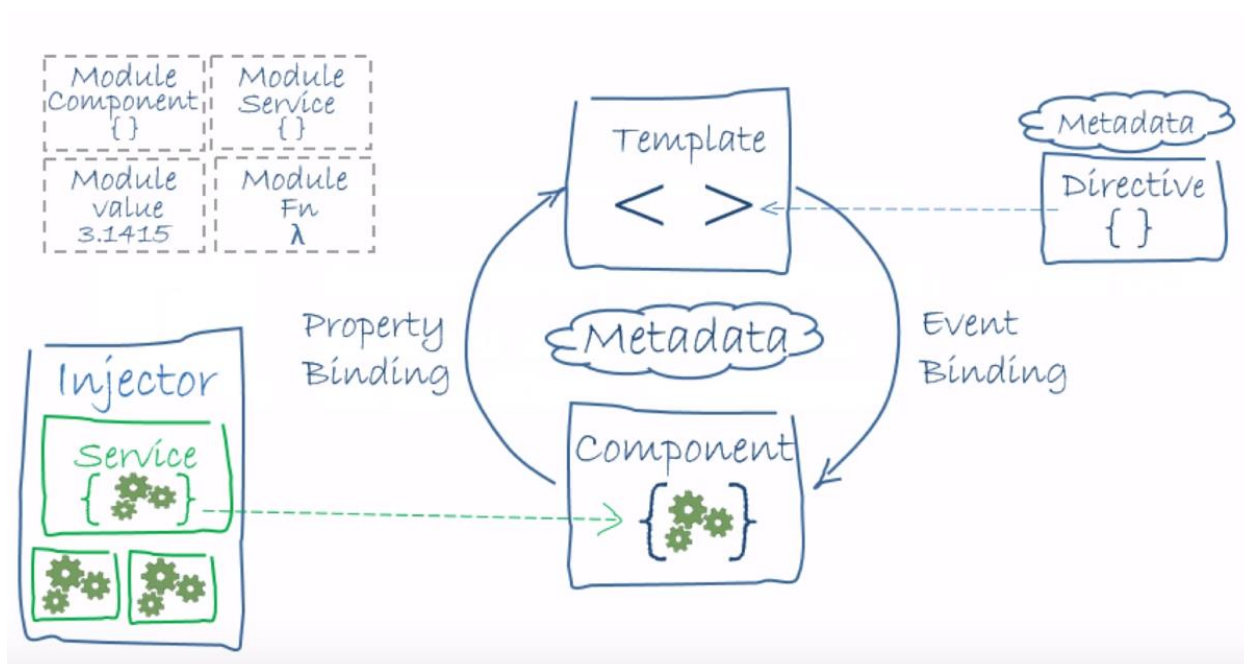 Module
Component
{ }
Module
Service
{ }
Module
value
3.1415
Module
Fn
λ
Template
< >
Metadata
Directive
{ }
Property
Binding
Metadata
Event
Binding
Injector
Service
{ }
Component
{ }